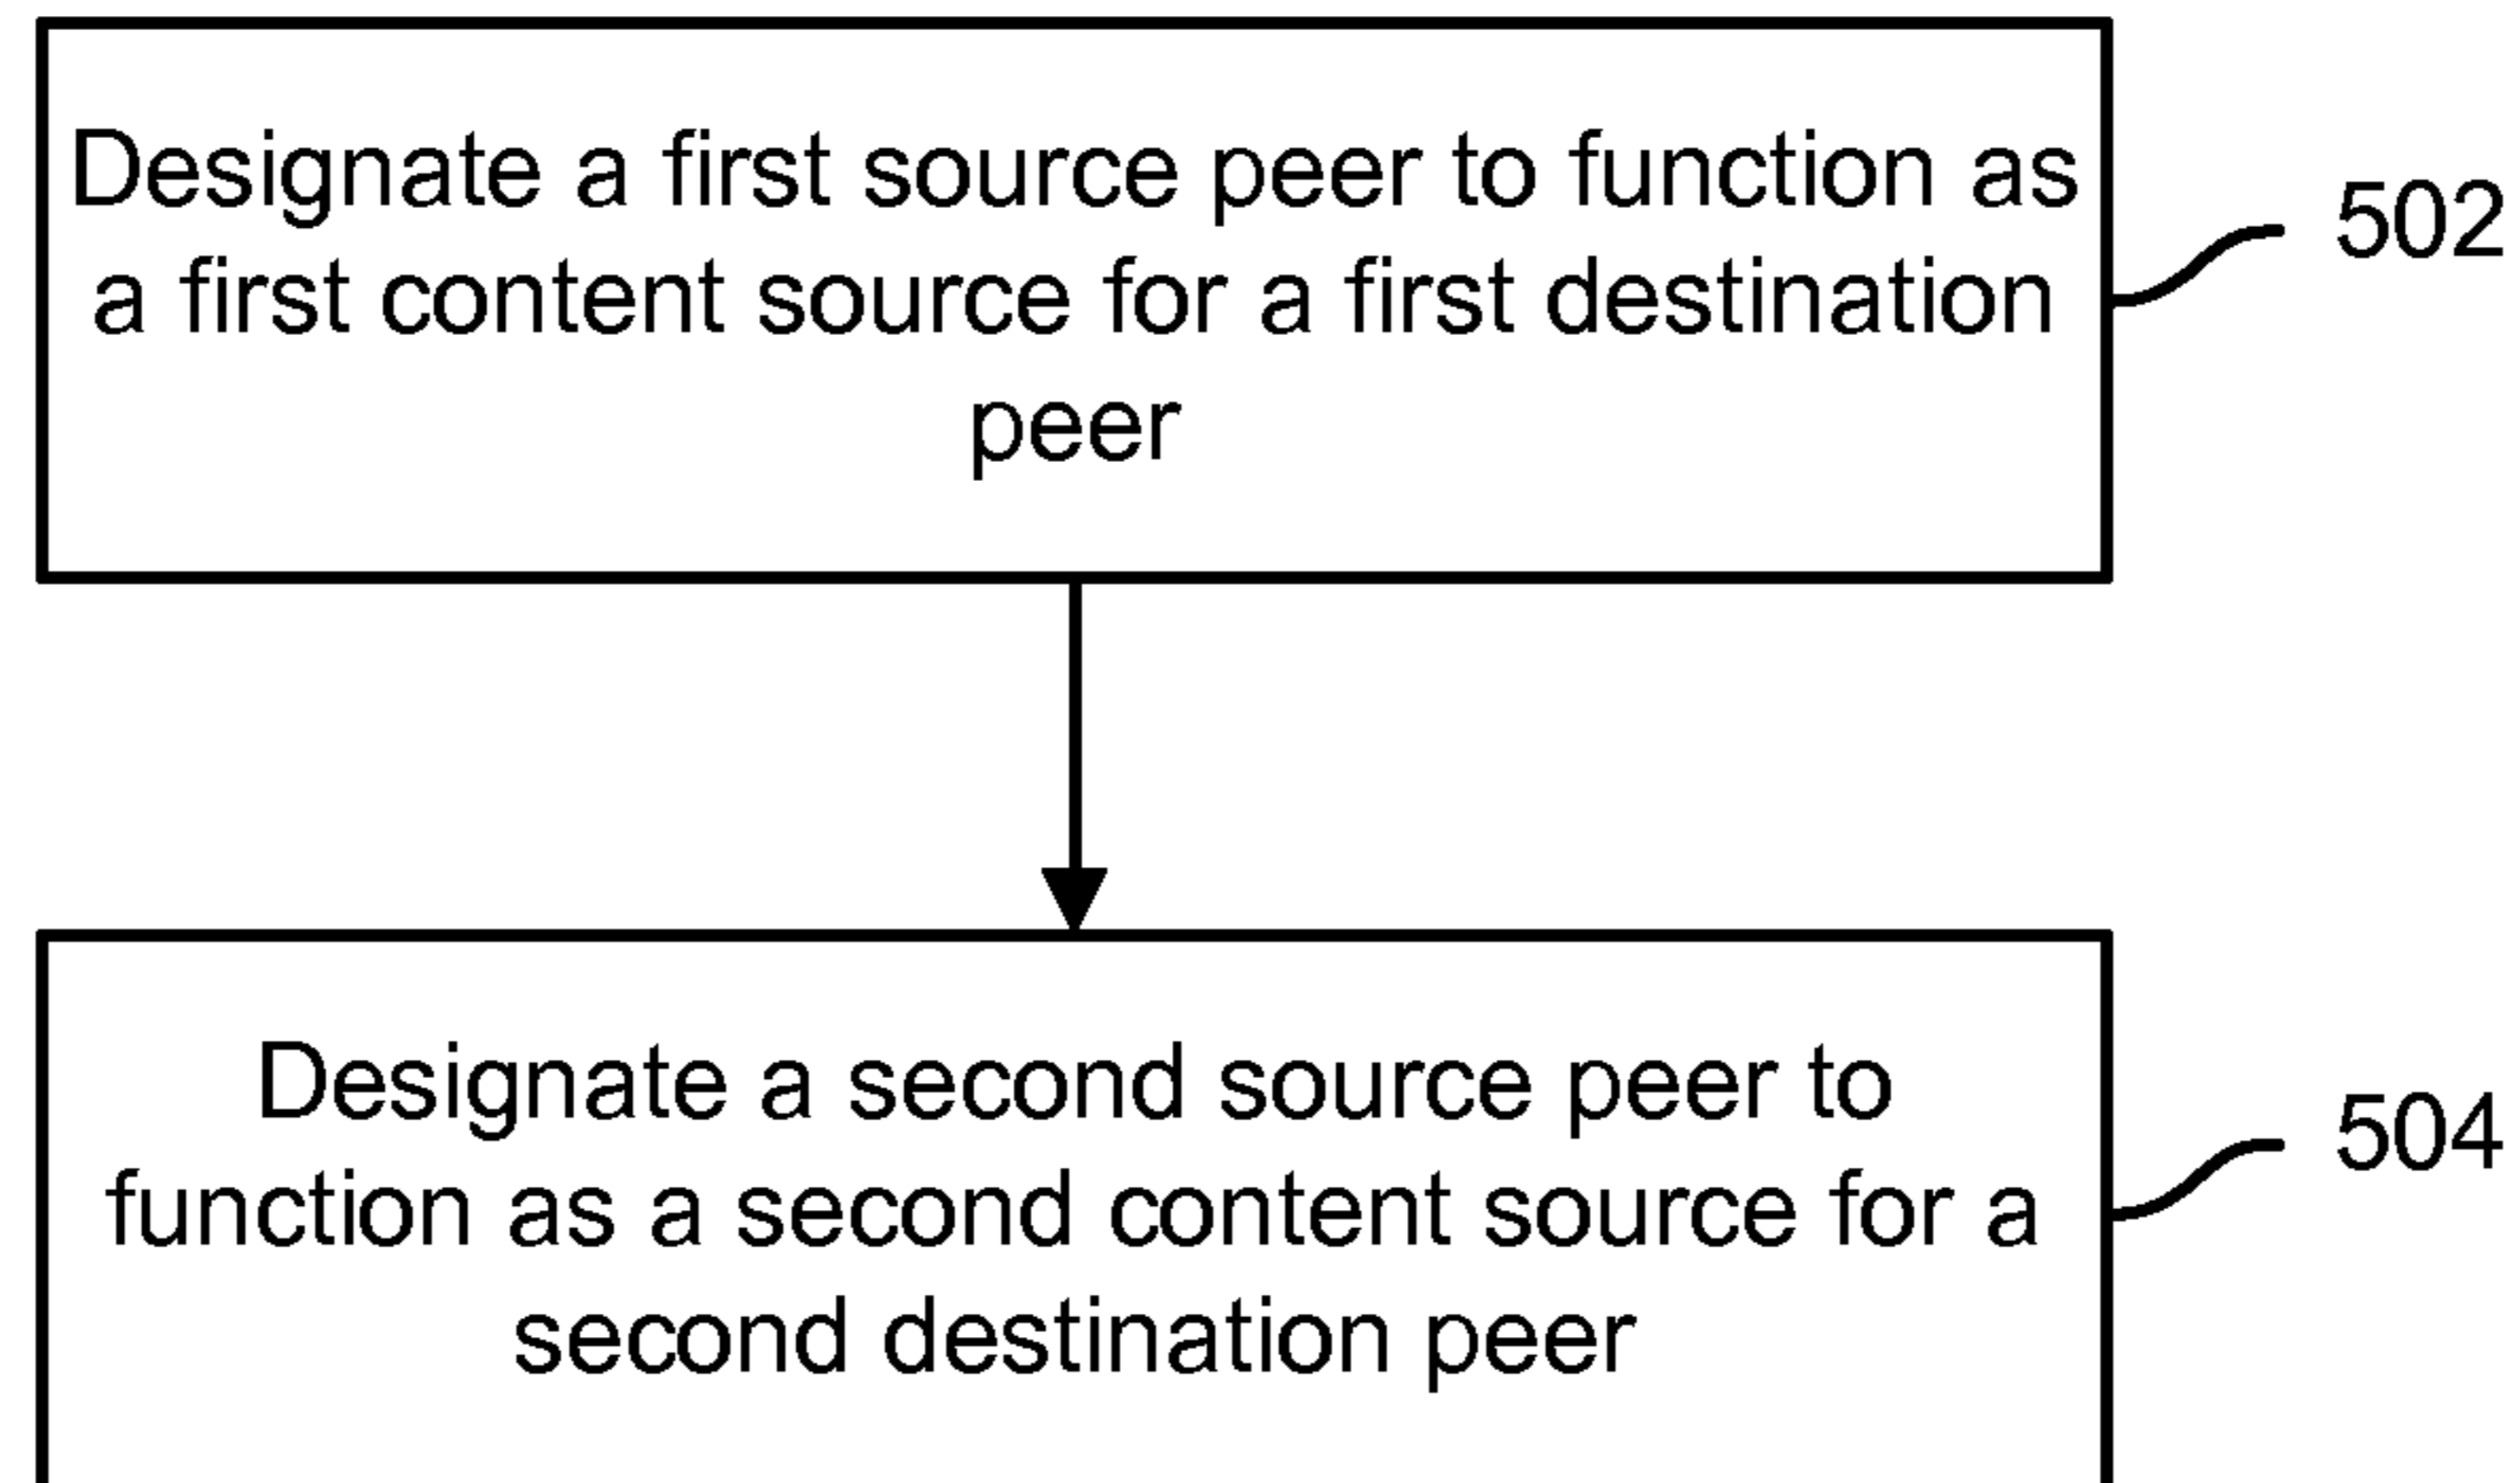 Designate a first source peer to function as
a first content source for a first destination
peer
502
Designate a second source peer to
function as a second content source for a
second destination peer
504